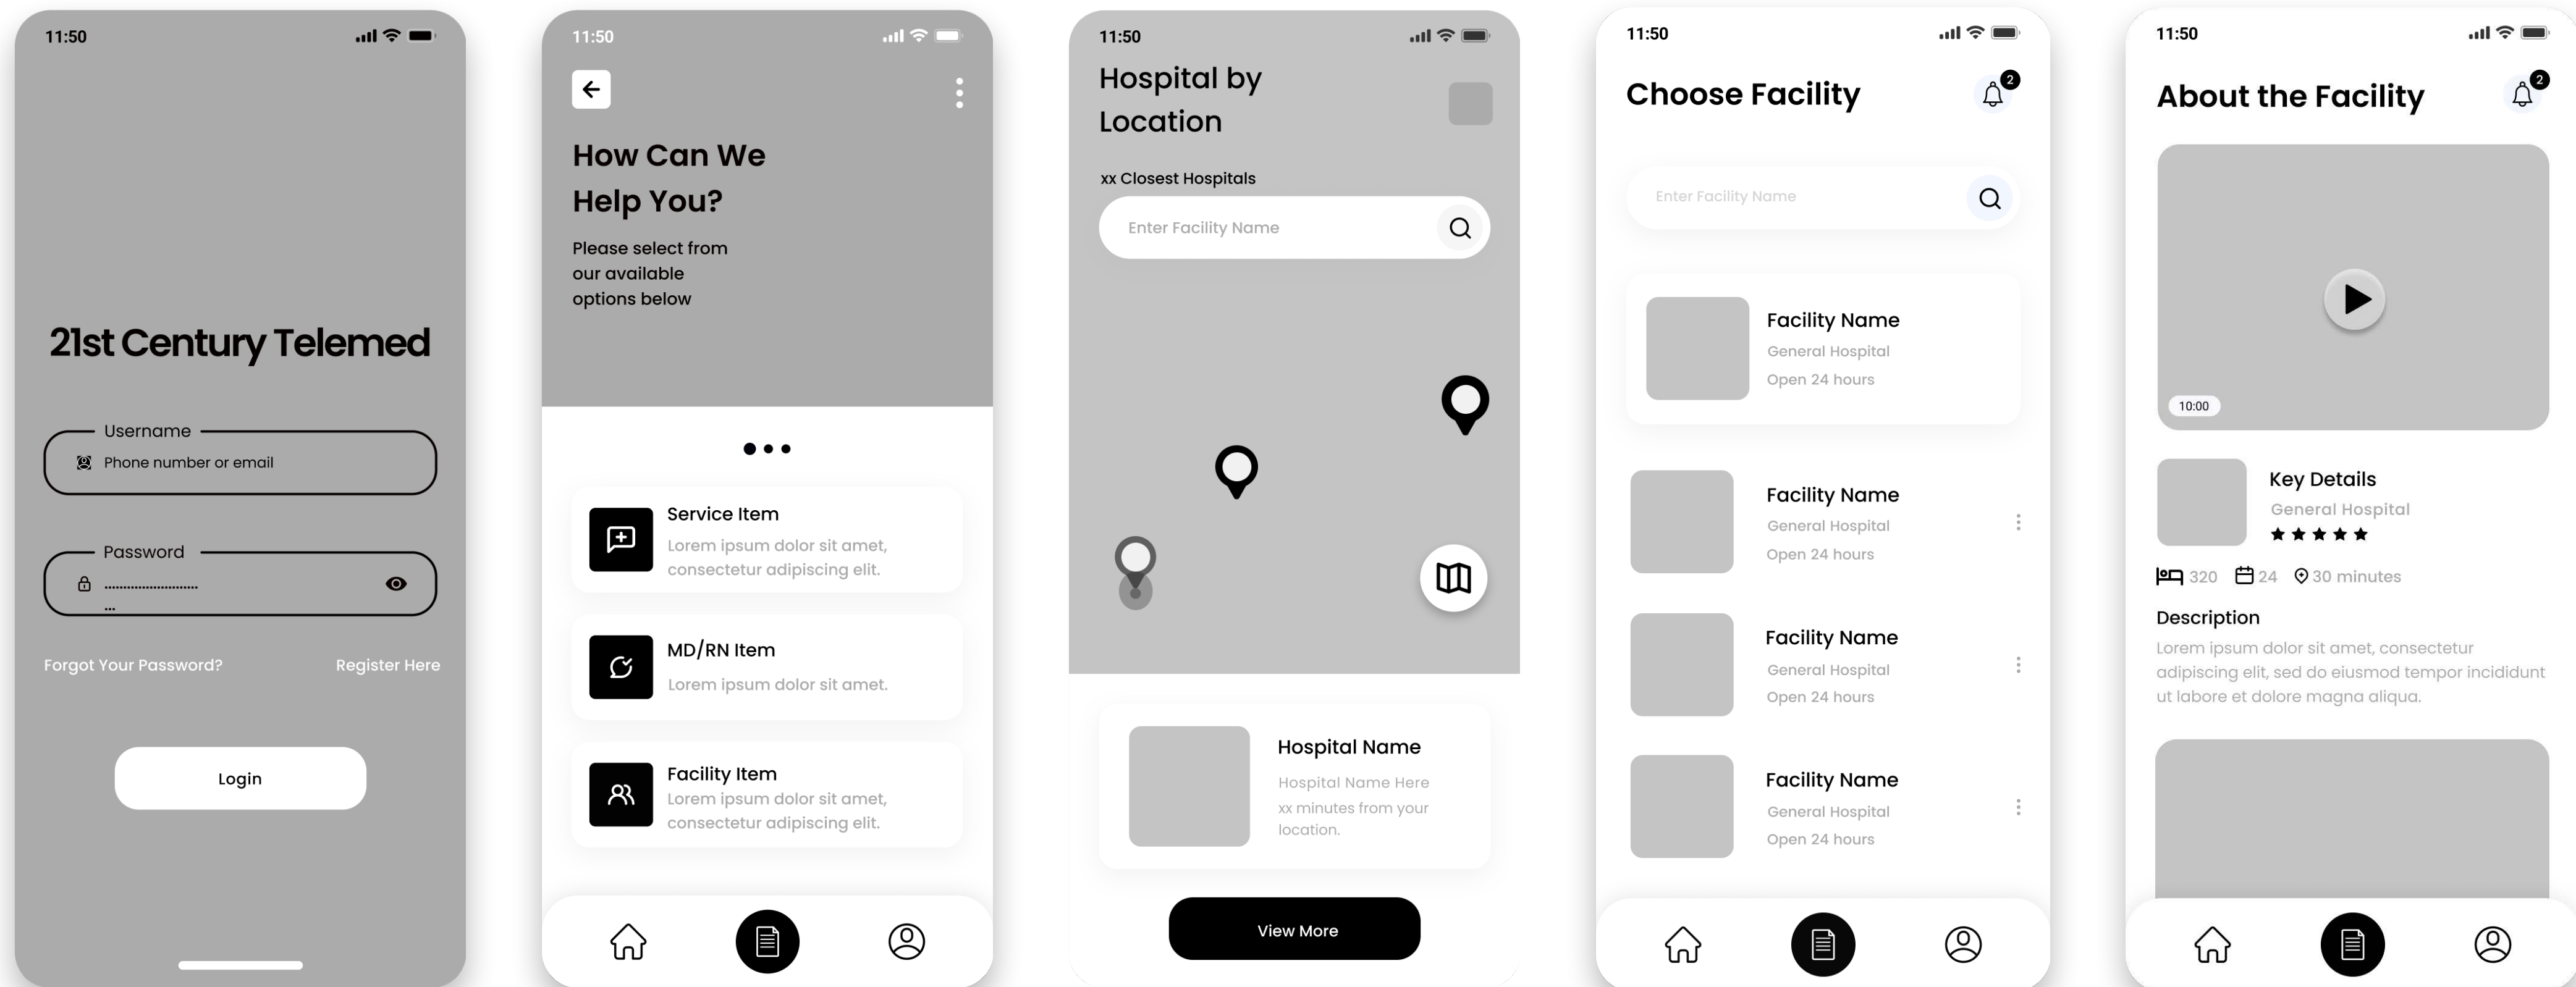 11:50
21st Century Telemed
Username
Phone number or email
Password
Forgot Your Password?
Register Here
Login
11:50
How Can We
Help You?
Please select from
our available
options below
Service Item
Lorem ipsum dolor sit amet,
consectetur adipiscing elit.
MD/RN Item
Lorem ipsum dolor sit amet.
Facility Item
Lorem ipsum dolor sit amet,
consectetur adipiscing elit.
11:50
Hospital by
Location
xx Closest Hospitals
Enter Facility Name
Hospital Name
Hospital Name Here
xx minutes from your
location.
View More
11:50
Choose Facility
2
Enter Facility Name
Facility Name
General Hospital
Open 24 hours
Facility Name
General Hospital
Open 24 hours
Facility Name
General Hospital
Open 24 hours
Facility Name
General Hospital
Open 24 hours
11:50
About the Facility
2
10:00
Key Details
General Hospital
320
24
30 minutes
Description
Lorem ipsum dolor sit amet, consectetur
adipiscing elit, sed do eiusmod tempor incididunt
ut labore et dolore magna aliqua.